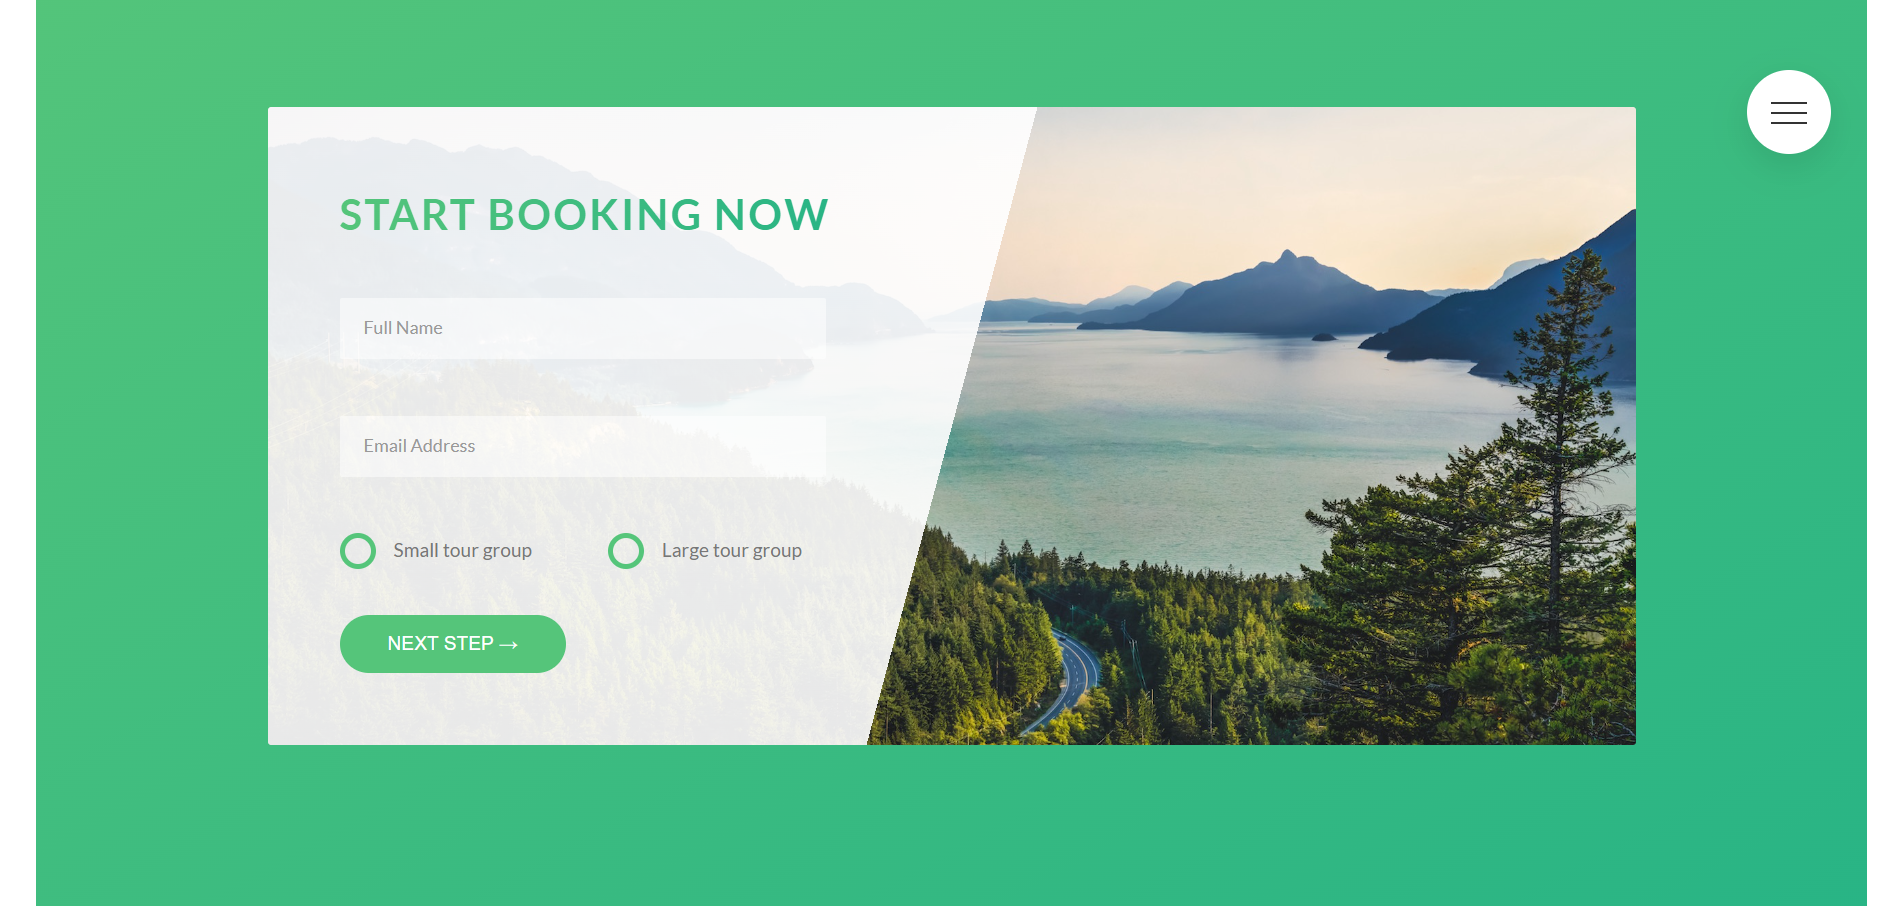 START BOOKING NOW
Full Name
Email Address
Small tour group
Large tour group
NEXT STEP →